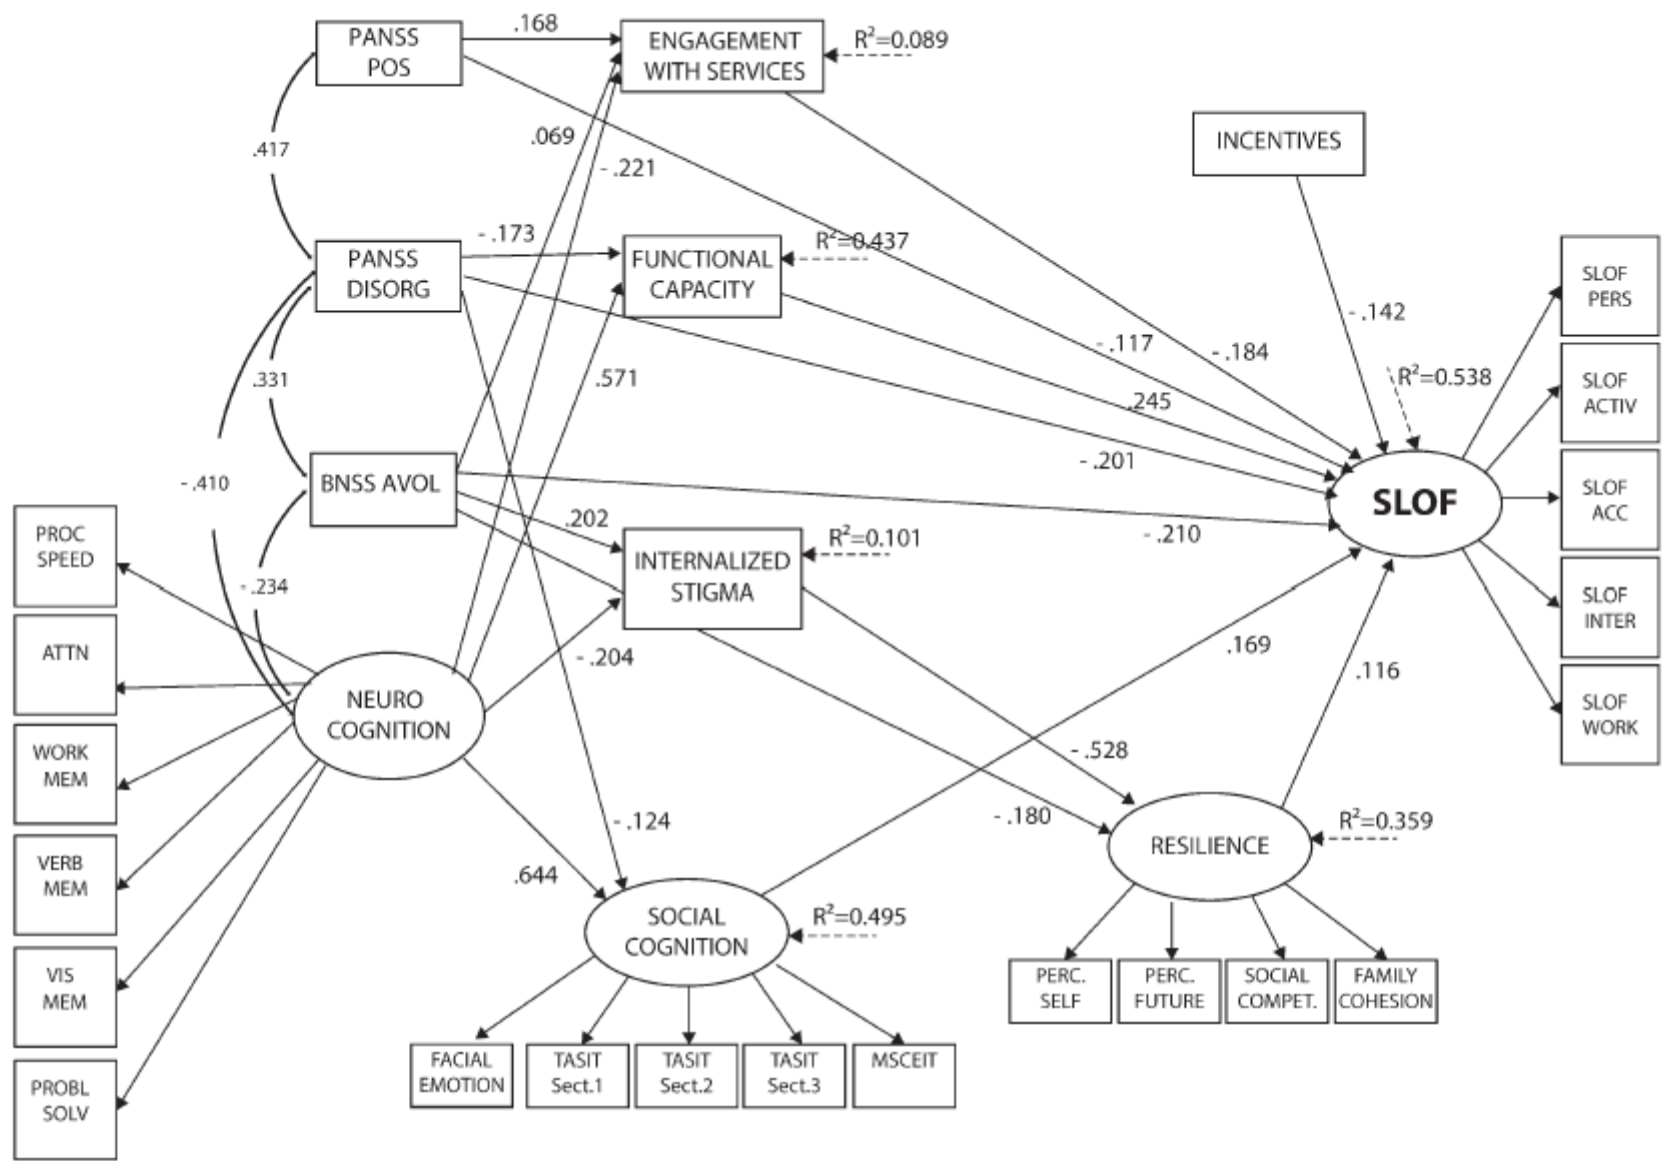 PANSS
POS
.168
ENGAGEMENT
WITH SERVICES
R²=0.089
INCENTIVES
.417
.069
- .221
PANSS
DISORG
- .173
FUNCTIONAL
CAPACITY
R²=0.437
SLOF
PERS
- .142
- .117
- .184
.331
.571
.245
R²=0.538
SLOF
ACTIV
- .201
- .410
BNSS AVOL
.202
- .210
SLOF
SLOF
ACC
PROC
SPEED
- .234
INTERNALIZED
STIGMA
R²=0.101
SLOF
INTER
ATTN
- .204
.169
.116
NEURO
COGNITION
SLOF
WORK
WORK
MEM
- .528
- .124
- .180
VERB
MEM
.644
RESILIENCE
R²=0.359
SOCIAL
COGNITION
R²=0.495
VIS
MEM
PERC.
SELF
PERC.
FUTURE
SOCIAL
COMPET.
FAMILY
COHESION
PROBL
SOLV
FACIAL
EMOTION
TASIT
Sect.1
TASIT
Sect.2
TASIT
Sect.3
MSCEIT